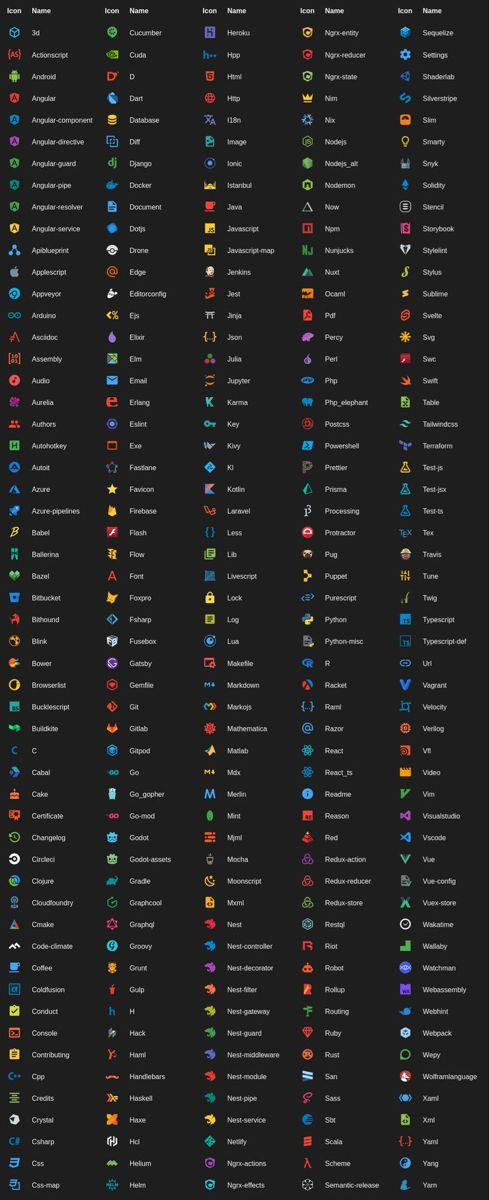 Icon Name Icon Name Icon Name Icon Name Icon Name
3d Cucumber Heroku Ngrx-entity Sequelize
Actionscript Cuda Hpp Ngrx-reducer Settings
Android D Html Ngrx-state Shaderlab
Angular Dart Http Nim Silverstripe
Angular-component Database I18n Nix Slim
Angular-directive Diff Image Nodejs Smarty
Angular-guard Django Ionic Nodejs_alt Snyk
Angular-pipe Docker Istanbul Nodemon Solidity
Angular-resolver Document Java Now Stencil
Angular-service Dotjs Javascript Npm Storybook
Apiblueprint Drone Javascript-map Nunjucks Stylelint
Applescript Edge Jenkins Nuxt Stylus
Appveyor Editorconfig Jest Ocaml Sublime
Arduino Ejs Jinja Pdf Svelte
Asciidoc Elixir Json Percy Svg
Assembly Elm Julia Perl Swc
Audio Email Jupyter Php Swift
Aurelia Erlang Karma Php_elephant Table
Authors Eslint Key Postcss Tailwindcss
Autohotkey Exe Kivy Powershell Terraform
Autoit Fastlane Kl Prettier Test-js
Azure Favicon Kotlin Prisma Test-jsx
Azure-pipelines Firebase Laravel Processing Test-ts
Babel Flash Less Protractor Tex
Ballerina Flow Lib Pug Travis
Bazel Font Livescript Puppet Tune
Bitbucket Foxpro Lock Purescript Twig
Bithound Fsharp Log Python Typescript
Blink Fusebox Lua Python-misc Typescript-def
Bower Gatsby Makefile R Url
Browserlist Gemfile Markdown Racket Vagrant
Bucklescript Git Markojs Raml Velocity
Buildkite Gitlab Mathematica Razor Verilog
C Gitpod Matlab React Vfl
Cabal Go Mdx React_ts Video
Cake Go_gopher Merlin Readme Vim
Certificate Go-mod Mint Reason Visualstudio
Changelog Godot Mjml Red Vscode
Circleci Godot-assets Mocha Redux-action Vue
Clojure Gradle Moonscript Redux-reducer Vue-config
Cloudfoundry Graphcool Mxml Redux-store Vuex-store
Cmake Graphql Nest Restql Wakatime
Code-climate Groovy Nest-controller Riot Wallaby
Coffee Grunt Nest-decorator Robot Watchman
Coldfusion Gulp Nest-filter Rollup Webassembly
Conduct H Nest-gateway Routing Webhint
Console Hack Nest-guard Ruby Webpack
Contributing Haml Nest-middleware Rust Wepy
Cpp Handlebars Nest-module San Wolframlanguage
Credits Haskell Nest-pipe Sass Xaml
Crystal Haxe Nest-service Sbt Xml
Csharp Hcl Netlify Scala Yaml
Css Helium Ngrx-actions Scheme Yang
Css-map Helm Ngrx-effects Semantic-release Yarn